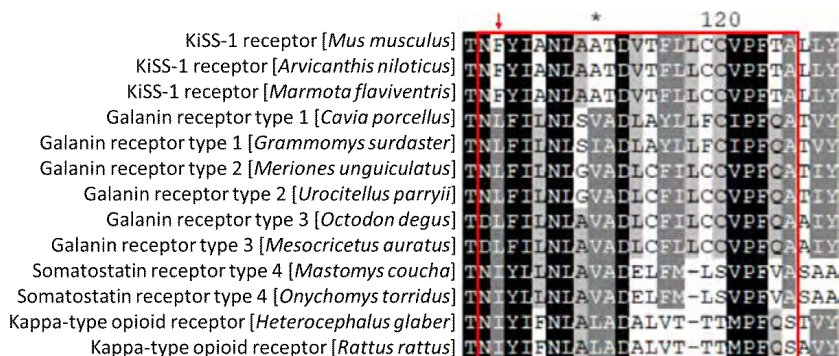 * 120
KiSS-1 receptor [Mus musculus] TNFYIANLAATDVTFLLCCVPFTALLY
KiSS-1 receptor [Arvicanthis niloticus] TNFYIANLAATDVTFLLCCVPFTALLY
KiSS-1 receptor [Marmota flaviventris] TNFYIANLAATDVTFLLCCVPFTALLY
Galanin receptor type 1 [Cavia porcellus] TNLFILNLSVADLAYLLFCIPFQATVY
Galanin receptor type 1 [Grammomys surdaster] TNLFILNLSIADLAYLLFCIPFQATVY
Galanin receptor type 2 [Meriones unguiculatus] TNLFILNLGVADLCFILCCVPFQATIY
Galanin receptor type 2 [Urocitellus parryii] TNLFILNLGVADLCFILCCVPFQATIY
Galanin receptor type 3 [Octodon degus] TDLFILNLAVADLCFILCCVPFQAAIY
Galanin receptor type 3 [Mesocricetus auratus] TDLFILNLAVADLCFLLCCVPFQAAIY
Somatostatin receptor type 4 [Mastomys coucha] TNIYLLNLAVADELFM-LSVPFVASAA
Somatostatin receptor type 4 [Onychomys torridus] TNIYLLNLAVADELFM-LSVPFVASAA
Kappa-type opioid receptor [Heterocephalus glaber] TNIYIFNLALADALVT-TTMPFQSTVY
Kappa-type opioid receptor [Rattus rattus] TNIYIFNLALADALVT-TTMPFQSAVY